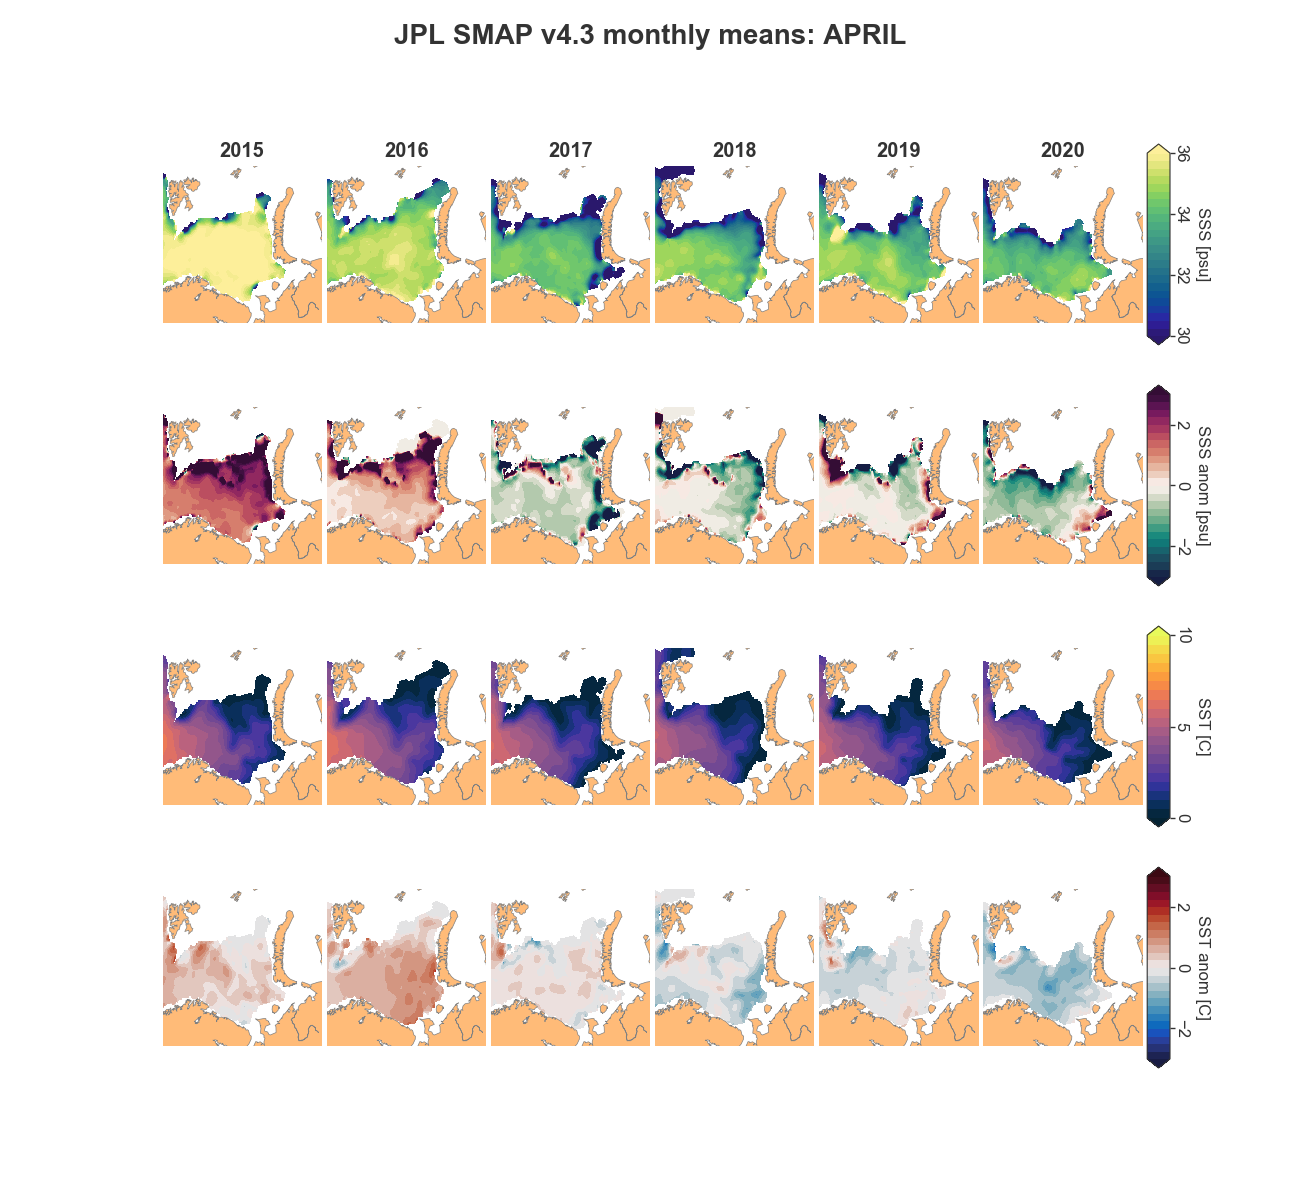 JPL SMAP v4.3 monthly means: APRIL
2015 2016 2017 2018 2019 2020
36
34
32
30
SSS [psu]
2
0
−2
SSS anom [psu]
10
5
0
SST [C]
2
0
−2
SST anom [C]